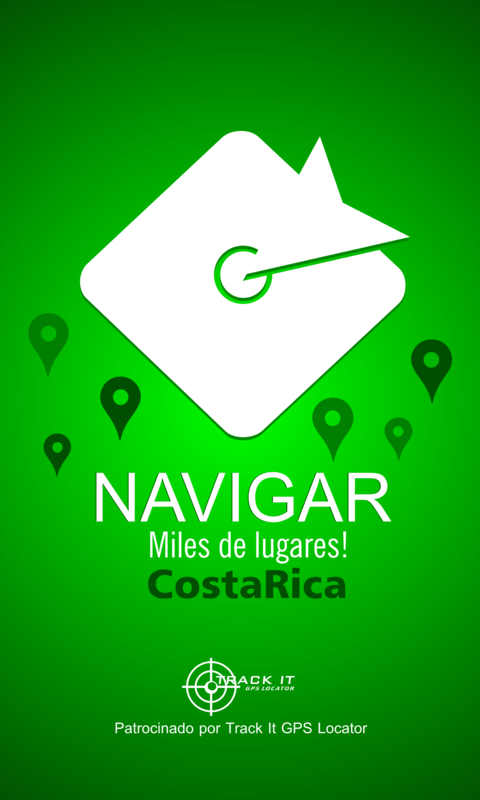 NAVIGAR
Miles de lugares!
CostaRica
TRACK IT
GPS LOCATOR
Patrocinado por Track It GPS Locator